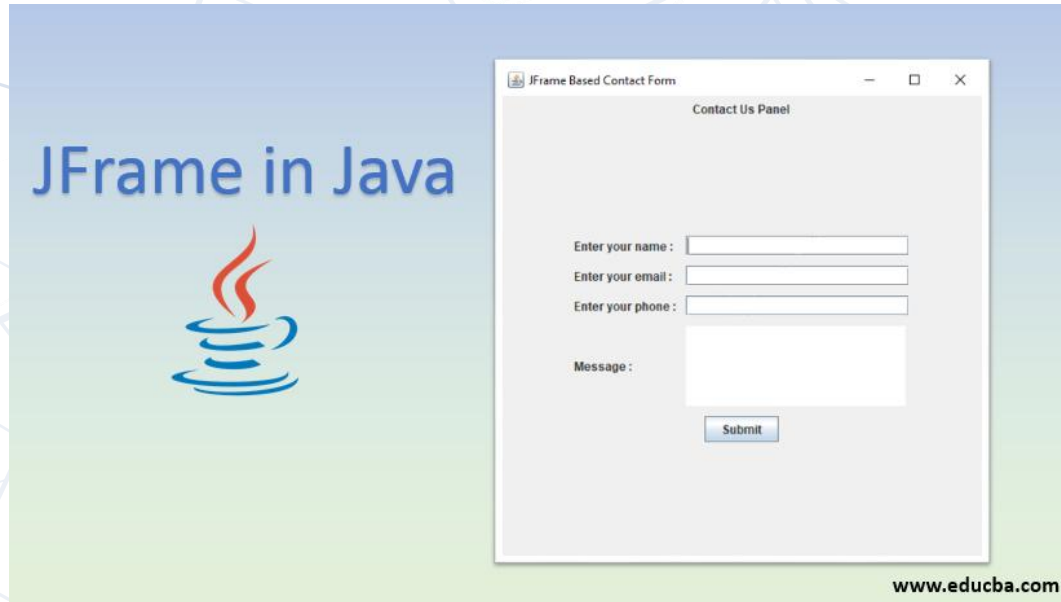 JFrame in Java
JFrame Based Contact Form
Contact Us Panel
Enter your name :
Enter your email :
Enter your phone :
Message :
Submit
www.educba.com